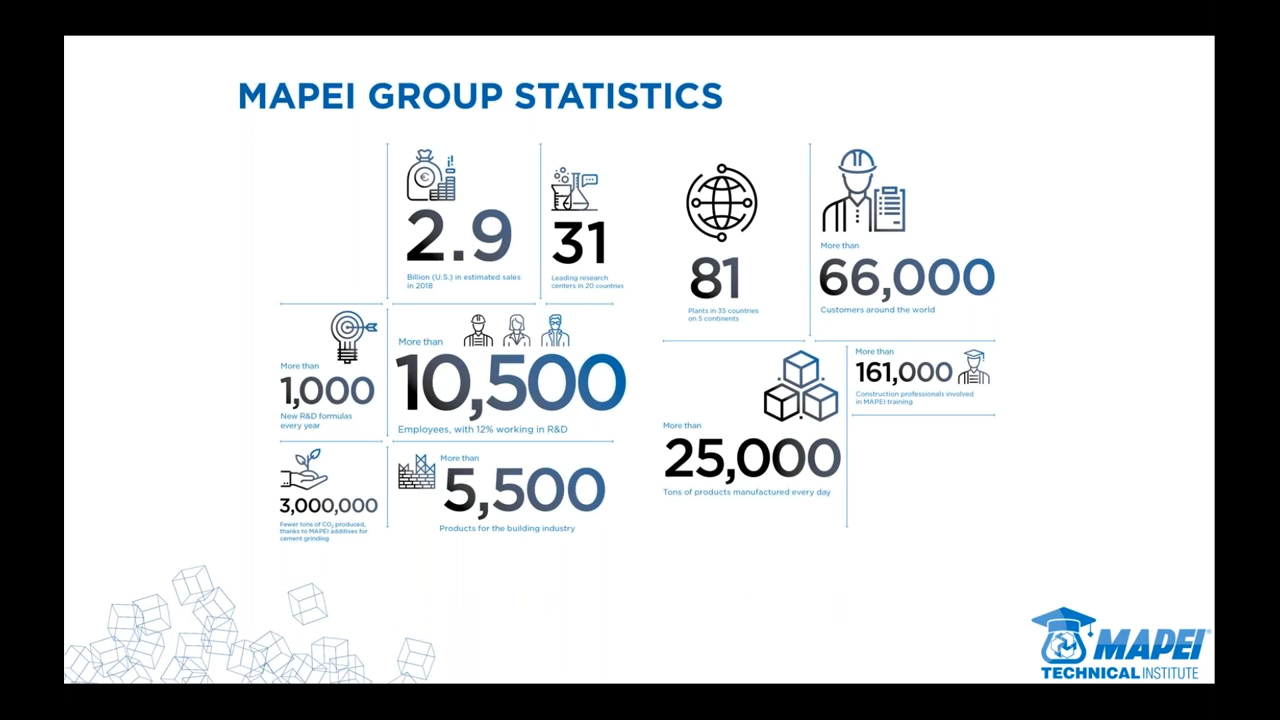 MAPEI GROUP STATISTICS
2.9
Billion (U.S.) in estimated sales
in 2018
31
Leading research
centers in 20 countries
More than
1,000
New R&D formulas
every year
More than
10,500
Employees, with 12% working in R&D
3,000,000
Fewer tons of CO₂ produced,
thanks to MAPEI additives for
cement grinding
More than
5,500
Products for the building industry
81
Plants in 35 countries
on 5 continents
More than
66,000
Customers around the world
More than
25,000
Tons of products manufactured every day
More than
161,000
Construction professionals involved
in MAPEI training
MAPEI®
TECHNICAL INSTITUTE